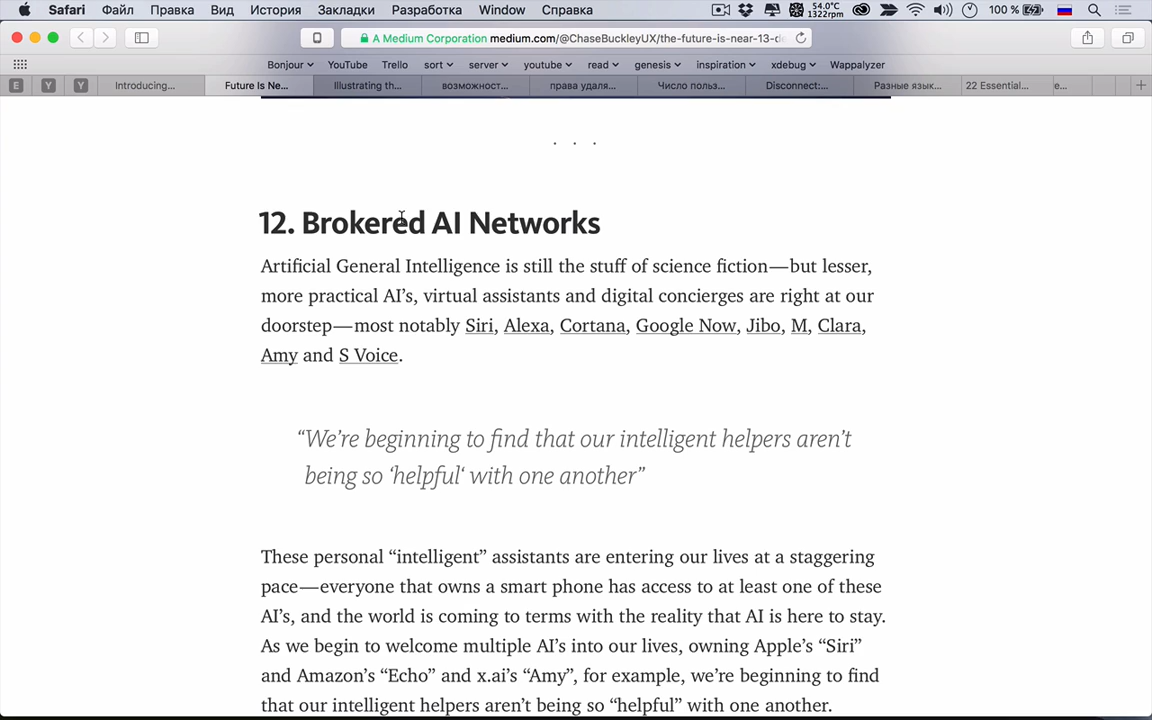 Safari Файл Правка Вид История Закладки Разработка Window Справка 54.0°C 1322rpm 100 %
A Medium Corporation medium.com/@ChaseBuckleyUX/the-future-is-near-13-d
Bonjour YouTube Trello sort server youtube read genesis inspiration xdebug Wappalyzer
E Y Y Introducing... Future Is Ne... Illustrating th... возможност... права удаля... Число польз... Disconnect:... Разные язык... 22 Essential... e...
. . .
12. Brokered AI Networks
Artificial General Intelligence is still the stuff of science fiction—but lesser,
more practical AI’s, virtual assistants and digital concierges are right at our
doorstep—most notably Siri, Alexa, Cortana, Google Now, Jibo, M, Clara,
Amy and S Voice.
“We’re beginning to find that our intelligent helpers aren’t
being so ‘helpful‘ with one another”
These personal “intelligent” assistants are entering our lives at a staggering
pace—everyone that owns a smart phone has access to at least one of these
AI’s, and the world is coming to terms with the reality that AI is here to stay.
As we begin to welcome multiple AI’s into our lives, owning Apple’s “Siri”
and Amazon’s “Echo” and x.ai’s “Amy”, for example, we’re beginning to find
that our intelligent helpers aren’t being so “helpful” with one another.